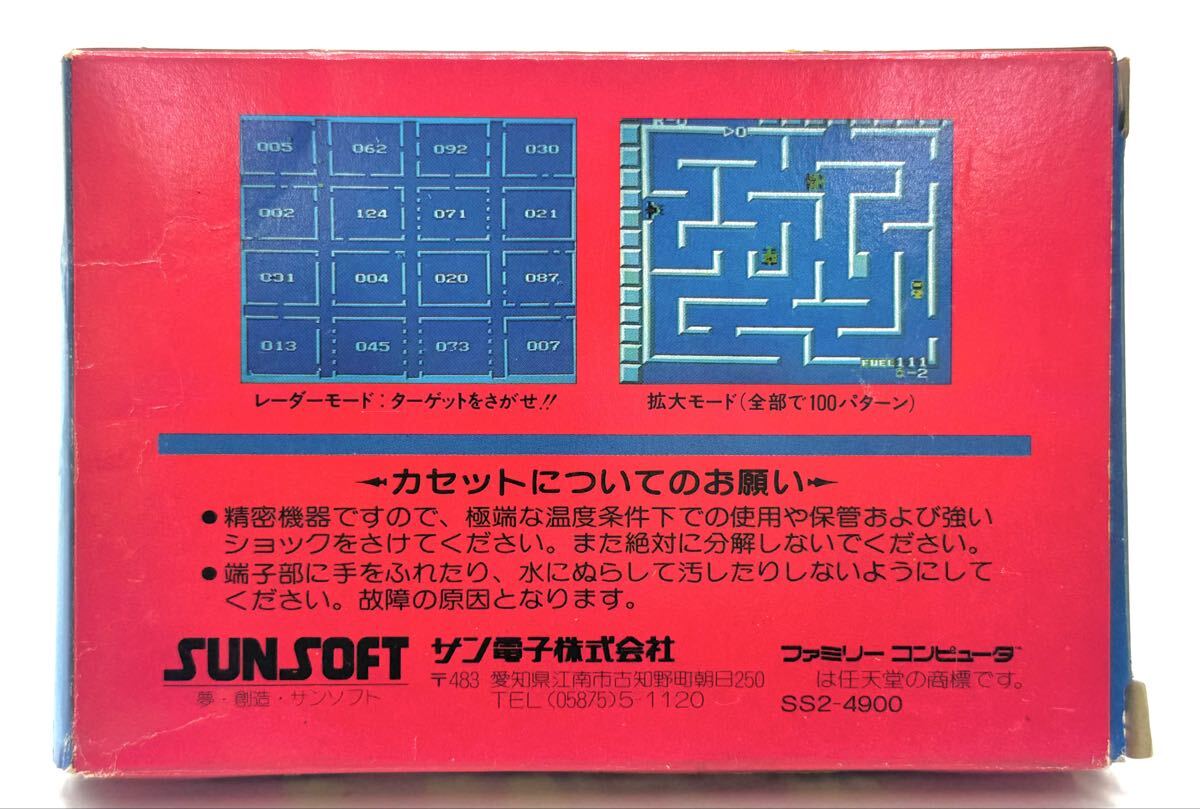 005 062 092 030
002 124 071 021
031 004 020 087
013 045 073 007
R-0
▷0
FUEL111
-2
レーダーモード:ターゲットをさがせ!!
拡大モード(全部で100パターン)
カセットについてのお願い
●精密機器ですので、極端な温度条件下での使用や保管および強い
ショックをさけてください。また絶対に分解しないでください。
●端子部に手をふれたり、水にぬらして汚したりしないようにして
ください。故障の原因となります。
SUNSOFT
夢・創造・サンソフト
サン電子株式会社
〒483 愛知県江南市古知野町朝日250
TEL(05875)5-1120
ファミリーコンピュータ™
は任天堂の商標です。
SS2-4900